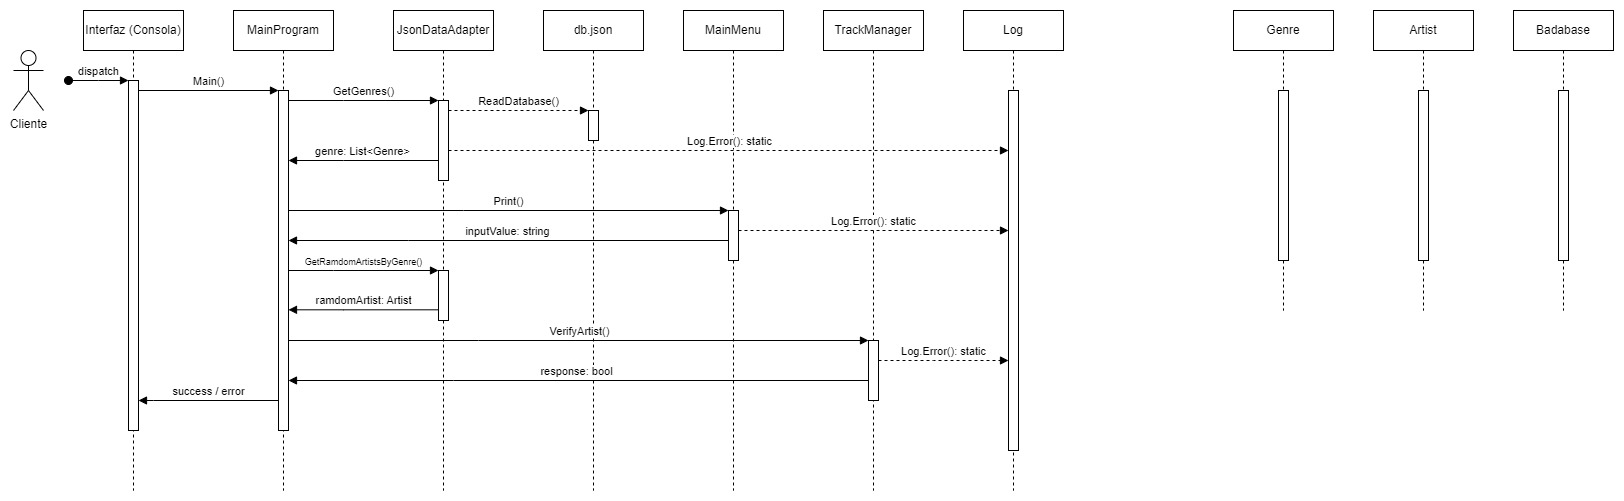 Interfaz (Consola)
MainProgram
JsonDataAdapter
db.json
MainMenu
TrackManager
Log
Genre
Artist
Badabase
dispatch
Cliente
Main()
GetGenres()
ReadDatabase()
Log.Error(): static
genre: List<Genre>
Print()
Log.Error(): static
inputValue: string
GetRamdomArtistsByGenre()
ramdomArtist: Artist
VerifyArtist()
Log.Error(): static
response: bool
success / error